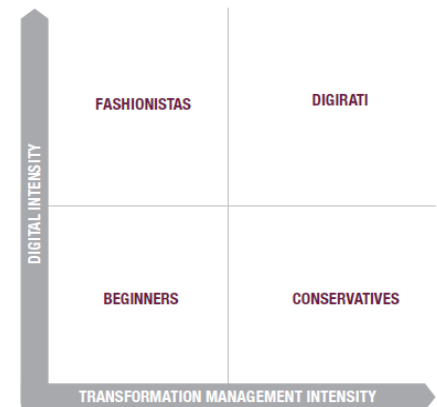 FASHIONISTAS
DIGIRATI
DIGITAL INTENSITY
BEGINNERS
CONSERVATIVES
TRANSFORMATION MANAGEMENT INTENSITY